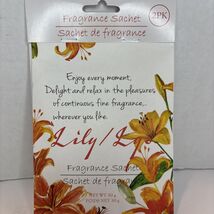 Fragrance Sachet
Sachet de fragrance
2PK
Enjoy every moment,
Delight and relax in the pleasures
of continuous fine fragrance...
wherever you like.
Lily/L
Fragrance Sachet
Sachet de fragrance